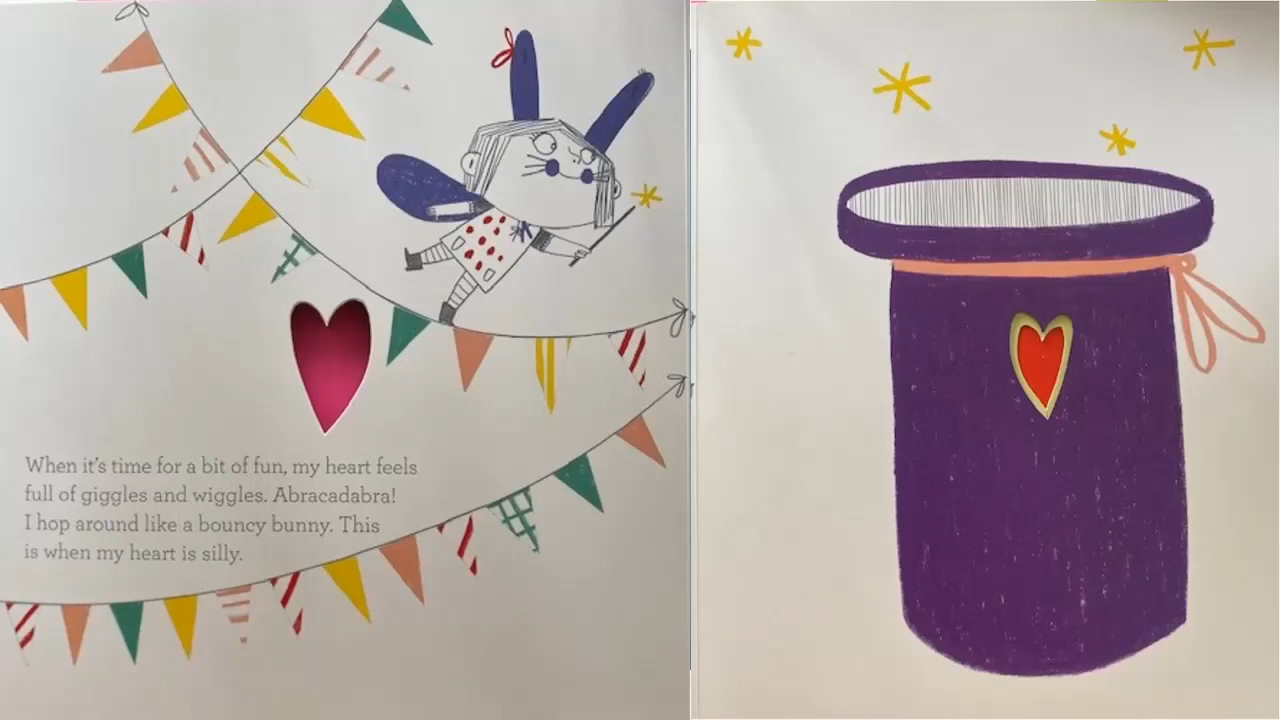 When it's time for a bit of fun, my heart feels
full of giggles and wiggles. Abracadabra!
I hop around like a bouncy bunny. This
is when my heart is silly.